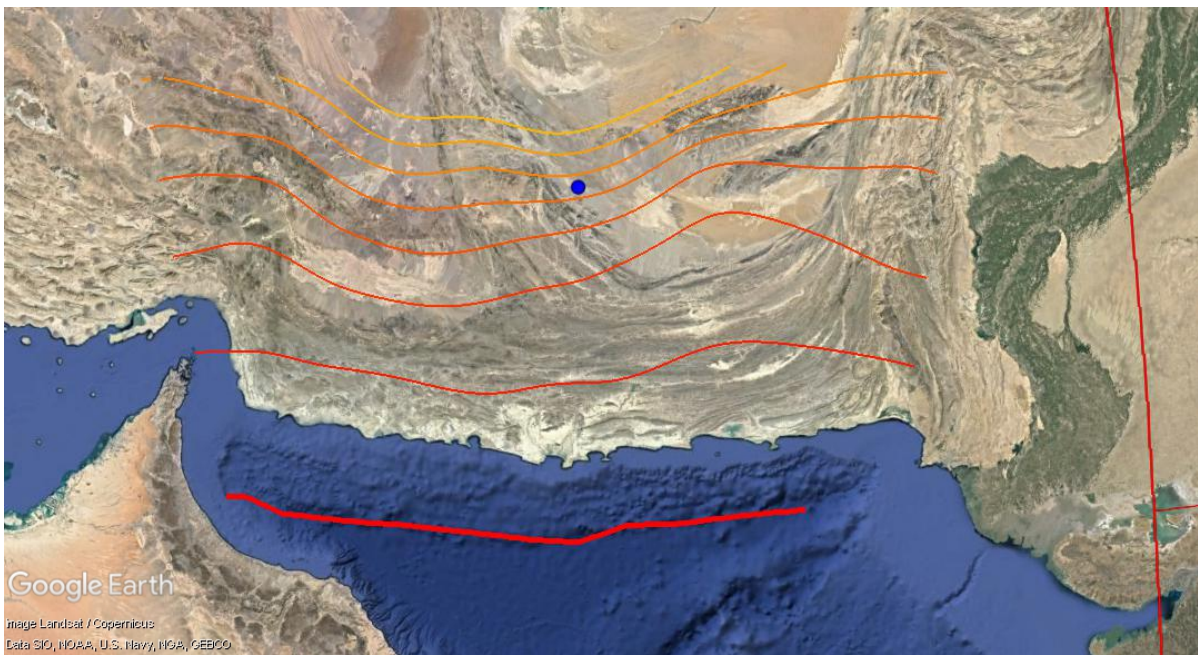 Google Earth
Image Landsat / Copernicus
Data SIO, NOAA, U.S. Navy, NGA, GEBCO